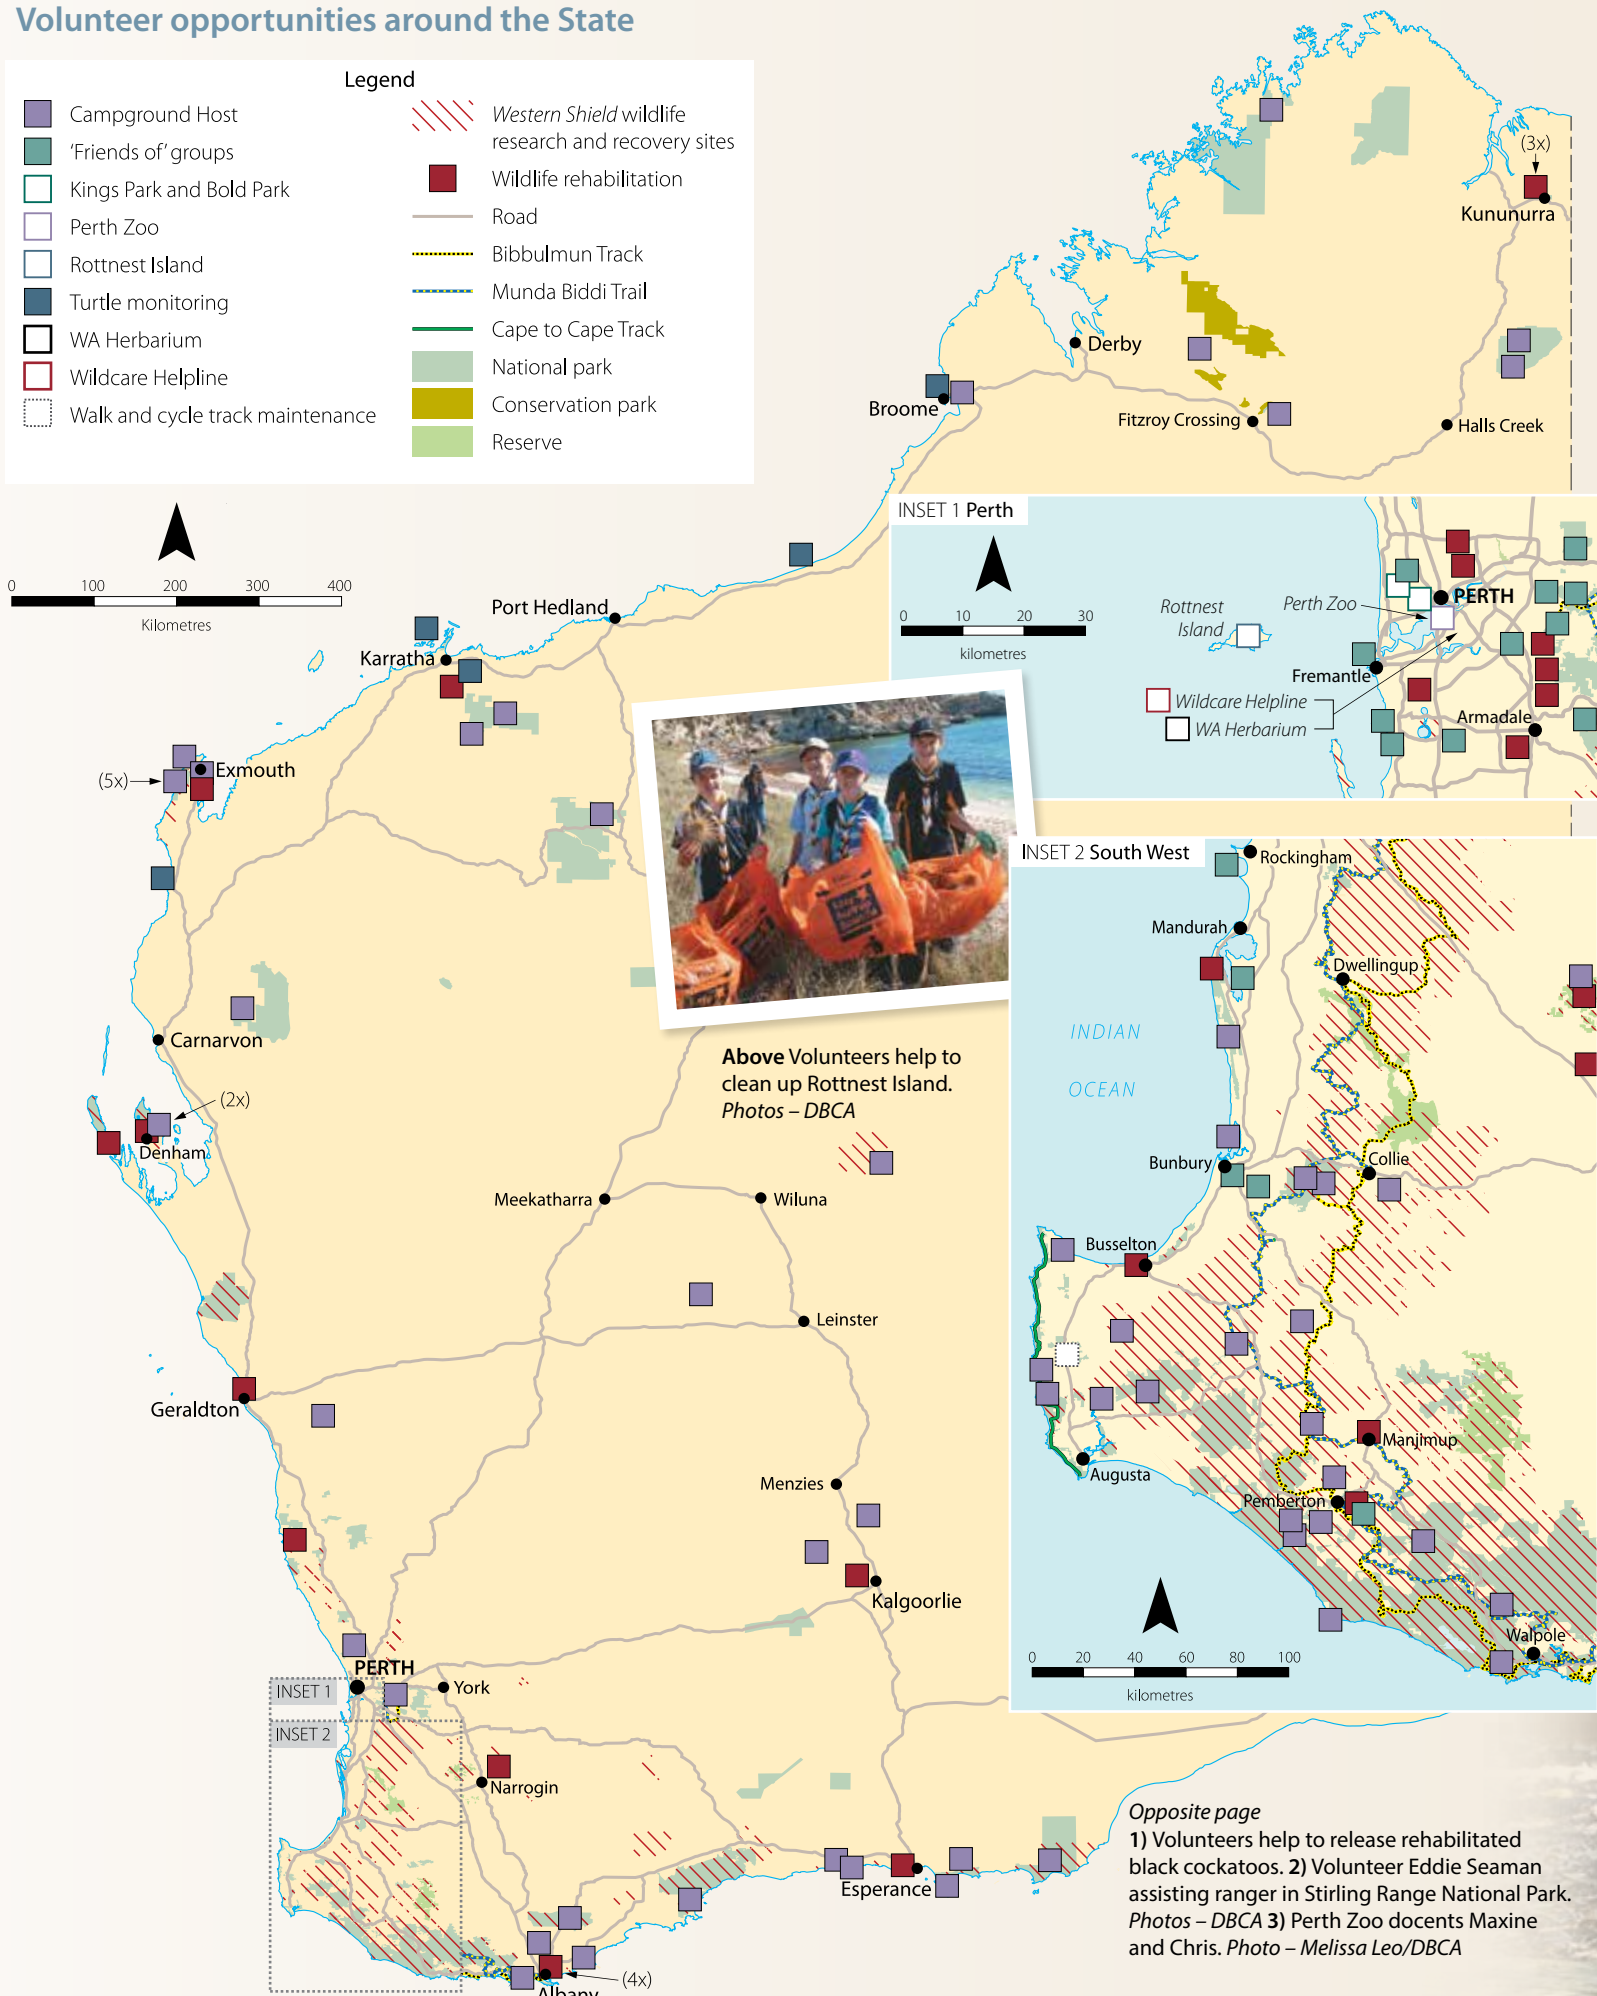 Volunteer opportunities around the State
Legend
Campground Host
'Friends of' groups
Kings Park and Bold Park
Perth Zoo
Rottnest Island
Turtle monitoring
WA Herbarium
Wildcare Helpline
Walk and cycle track maintenance
Western Shield wildlife
research and recovery sites
Wildlife rehabilitation
Road
Bibbulmun Track
Munda Biddi Trail
Cape to Cape Track
National park
Conservation park
Reserve
0 100 200 300 400
Kilometres
(3x)
Kununurra
Derby
Broome
Fitzroy Crossing
Halls Creek
Port Hedland
Karratha
(5x)
Exmouth
Carnarvon
(2x)
Denham
Meekatharra
Wiluna
Leinster
Geraldton
Menzies
Kalgoorlie
PERTH
York
INSET 1
INSET 2
Narrogin
Esperance
(4x)
Albany
INSET 1 Perth
0 10 20 30
kilometres
Rottnest
Island
Perth Zoo
PERTH
Fremantle
Wildcare Helpline
WA Herbarium
Armadale
Above Volunteers help to
clean up Rottnest Island.
Photos – DBCA
INSET 2 South West
Rockingham
Mandurah
Dwellingup
INDIAN
OCEAN
Bunbury
Collie
Busselton
Augusta
Manjimup
Pemberton
Walpole
0 20 40 60 80 100
kilometres
Opposite page
1) Volunteers help to release rehabilitated
black cockatoos. 2) Volunteer Eddie Seaman
assisting ranger in Stirling Range National Park.
Photos – DBCA 3) Perth Zoo docents Maxine
and Chris. Photo – Melissa Leo/DBCA